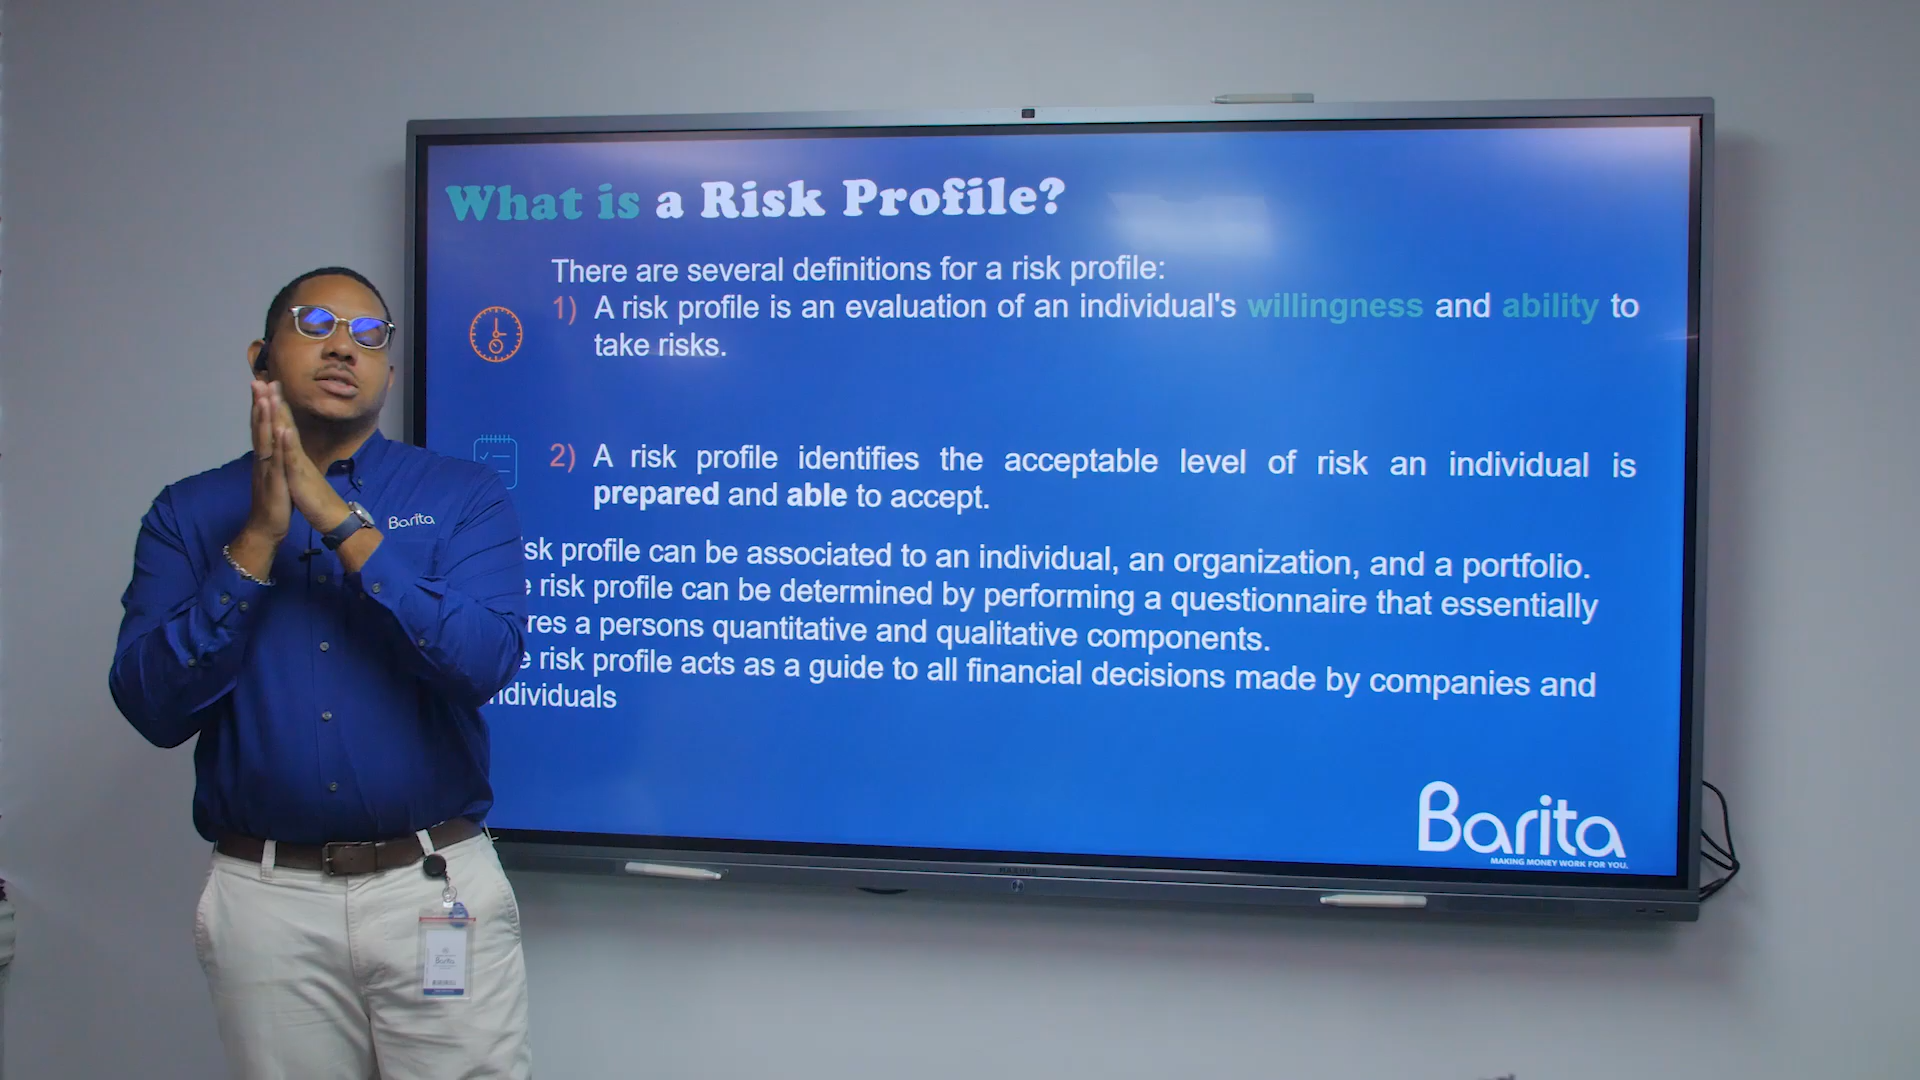 What is a Risk Profile?
There are several definitions for a risk profile:
1) A risk profile is an evaluation of an individual's willingness and ability to
take risks.
2) A risk profile identifies the acceptable level of risk an individual is
prepared and able to accept.
sk profile can be associated to an individual, an organization, and a portfolio.
risk profile can be determined by performing a questionnaire that essentially
res a persons quantitative and qualitative components.
risk profile acts as a guide to all financial decisions made by companies and
ndividuals
Barita
MAKING MONEY WORK FOR YOU.
Barita
Barita